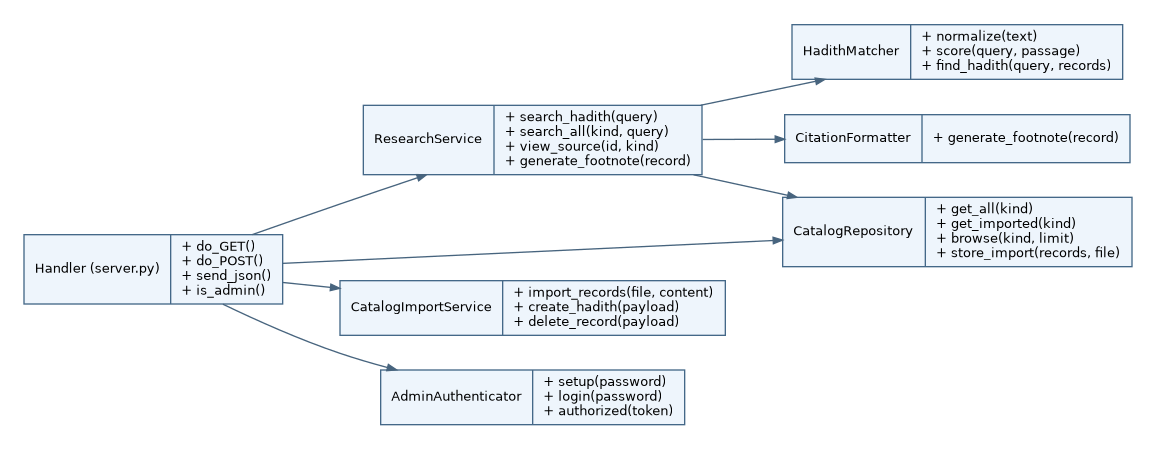 HadithMatcher
+ normalize(text)
+ score(query, passage)
+ find_hadith(query, records)
ResearchService
+ search_hadith(query)
+ search_all(kind, query)
+ view_source(id, kind)
+ generate_footnote(record)
CitationFormatter
+ generate_footnote(record)
CatalogRepository
+ get_all(kind)
+ get_imported(kind)
+ browse(kind, limit)
+ store_import(records, file)
Handler (server.py)
+ do_GET()
+ do_POST()
+ send_json()
+ is_admin()
CatalogImportService
+ import_records(file, content)
+ create_hadith(payload)
+ delete_record(payload)
AdminAuthenticator
+ setup(password)
+ login(password)
+ authorized(token)